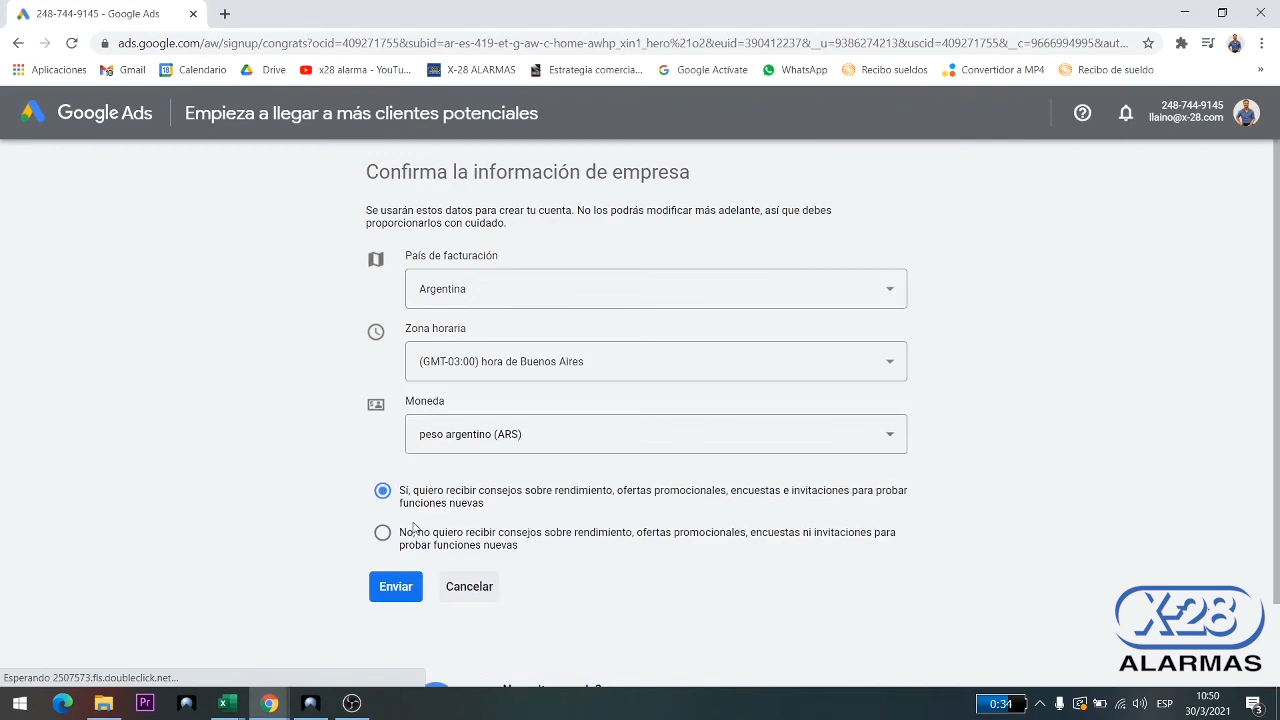 248-744-9145 - Google Ads
ads.google.com/aw/signup/congrats?ocid=409271755&subid=ar-es-419-et-g-aw-c-home-awhp_xin1_hero%21o2&euid=390412237&__u=9386274213&uscid=409271755&__c=9666994995&aut...
Aplicaciones Gmail Calendario Drive x28 alarma - YouTu... X-28 ALARMAS Estrategia comercia... Google Actívate WhatsApp Recibo sueldos Convertidor a MP4 Recibo de sueldo »
Google Ads Empieza a llegar a más clientes potenciales
248-744-9145
llaino@x-28.com
Confirma la información de empresa
Se usarán estos datos para crear tu cuenta. No los podrás modificar más adelante, así que debes
proporcionarlos con cuidado.
País de facturación
Argentina
Zona horaria
(GMT-03:00) hora de Buenos Aires
Moneda
peso argentino (ARS)
Sí, quiero recibir consejos sobre rendimiento, ofertas promocionales, encuestas e invitaciones para probar
funciones nuevas
No, no quiero recibir consejos sobre rendimiento, ofertas promocionales, encuestas ni invitaciones para
probar funciones nuevas
Enviar Cancelar
X-28
ALARMAS
Esperando 2507573.fls.doubleclick.net...
0:34
ESP
10:50
30/3/2021
3